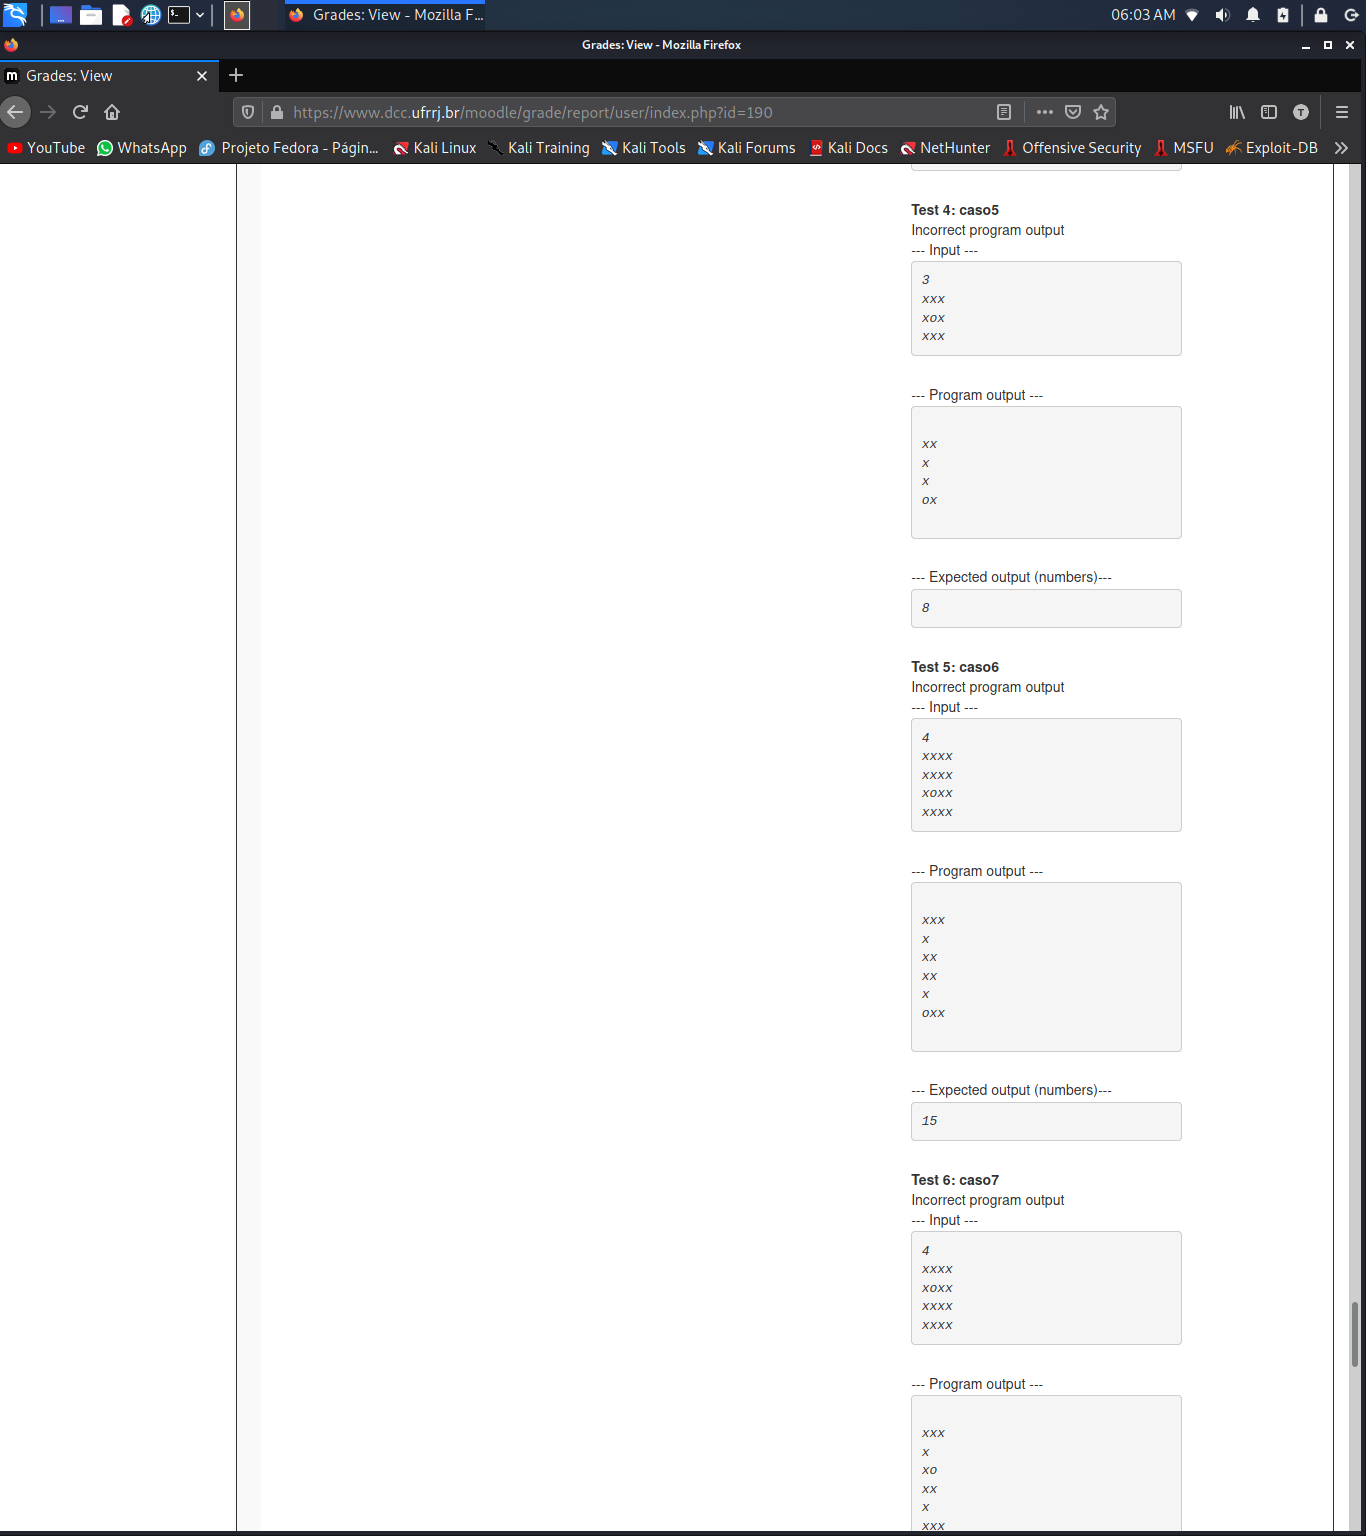 Grades: View - Mozilla F...
06:03 AM
Grades: View - Mozilla Firefox
m Grades: View
https://www.dcc.ufrrj.br/moodle/grade/report/user/index.php?id=190
T
YouTube WhatsApp Projeto Fedora - Págin... Kali Linux Kali Training Kali Tools Kali Forums Kali Docs NetHunter Offensive Security MSFU Exploit-DB
Test 4: caso5
Incorrect program output
--- Input ---
3
xxx
xox
xxx
--- Program output ---
xx
x
x
ox
--- Expected output (numbers)---
8
Test 5: caso6
Incorrect program output
--- Input ---
4
xxxx
xxxx
xoxx
xxxx
--- Program output ---
xxx
x
xx
xx
x
oxx
--- Expected output (numbers)---
15
Test 6: caso7
Incorrect program output
--- Input ---
4
xxxx
xoxx
xxxx
xxxx
--- Program output ---
xxx
x
xo
xx
x
xxx